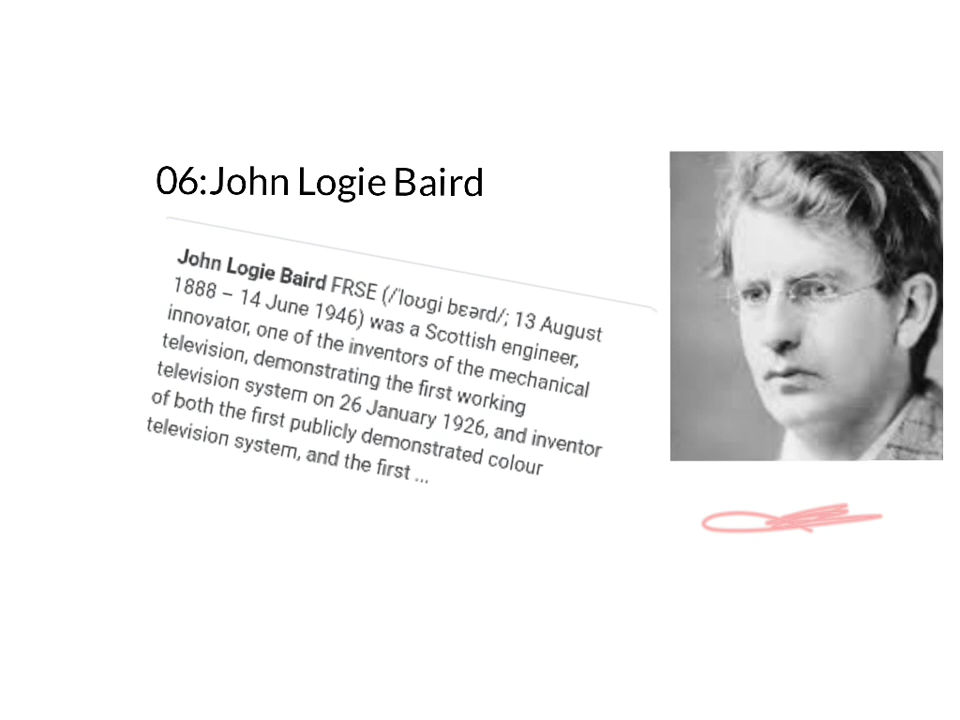 06:John Logie Baird
John Logie Baird FRSE (/ˈloʊɡi bɛərd/; 13 August
1888 – 14 June 1946) was a Scottish engineer,
innovator, one of the inventors of the mechanical
television, demonstrating the first working
television system on 26 January 1926, and inventor
of both the first publicly demonstrated colour
television system, and the first ...